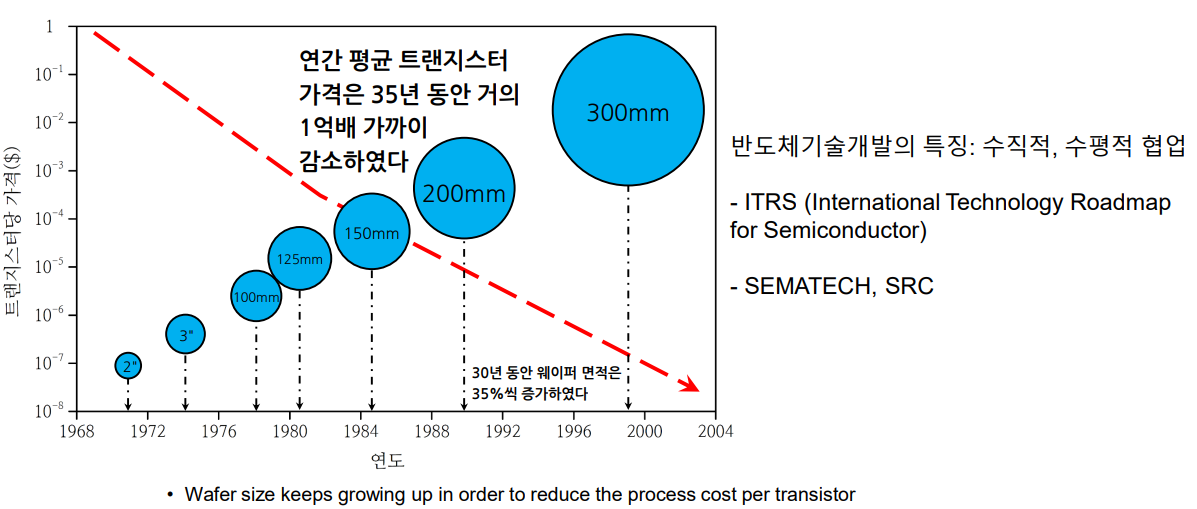 연간 평균 트랜지스터
가격은 35년 동안 거의
1억배 가까이
감소하였다
트랜지스터당 가격($)
1
10⁻¹
10⁻²
10⁻³
10⁻⁴
10⁻⁵
10⁻⁶
10⁻⁷
10⁻⁸
2"
3"
100mm
125mm
150mm
200mm
300mm
30년 동안 웨이퍼 면적은
35%씩 증가하였다
1968 1972 1976 1980 1984 1988 1992 1996 2000 2004
연도
반도체기술개발의 특징: 수직적, 수평적 협업
- ITRS (International Technology Roadmap
for Semiconductor)
- SEMATECH, SRC
• Wafer size keeps growing up in order to reduce the process cost per transistor